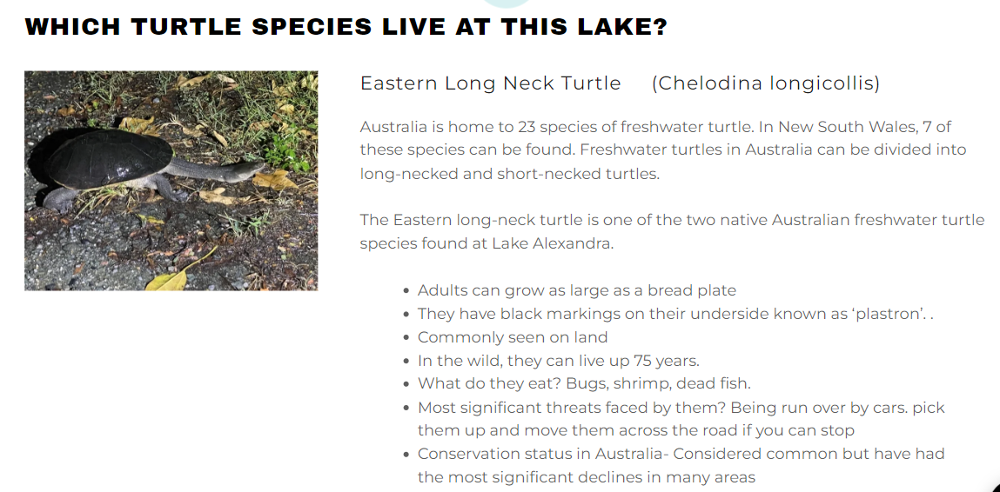 WHICH TURTLE SPECIES LIVE AT THIS LAKE?
Eastern Long Neck Turtle (Chelodina longicollis)
Australia is home to 23 species of freshwater turtle. In New South Wales, 7 of
these species can be found. Freshwater turtles in Australia can be divided into
long-necked and short-necked turtles.
The Eastern long-neck turtle is one of the two native Australian freshwater turtle
species found at Lake Alexandra.
• Adults can grow as large as a bread plate
• They have black markings on their underside known as ‘plastron’. .
• Commonly seen on land
• In the wild, they can live up 75 years.
• What do they eat? Bugs, shrimp, dead fish.
• Most significant threats faced by them? Being run over by cars. pick
them up and move them across the road if you can stop
• Conservation status in Australia- Considered common but have had
the most significant declines in many areas